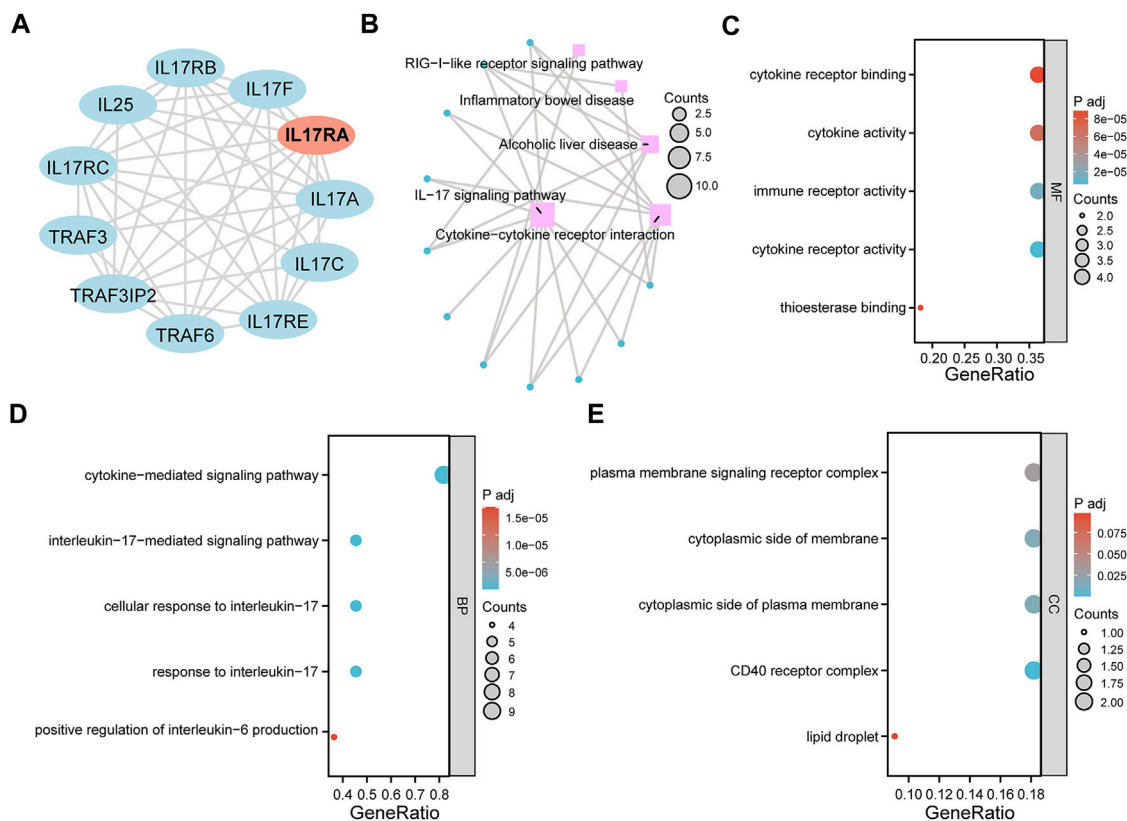 A
IL17RB
IL17F
IL25
IL17RA
IL17RC
IL17A
TRAF3
IL17C
TRAF3IP2
IL17RE
TRAF6
B
RIG−I−like receptor signaling pathway
Inflammatory bowel disease
Alcoholic liver disease
IL−17 signaling pathway
Cytokine−cytokine receptor interaction
Counts
2.5
5.0
7.5
10.0
C
cytokine receptor binding
cytokine activity
immune receptor activity
cytokine receptor activity
thioesterase binding
0.20 0.25 0.30 0.35
GeneRatio
MF
P adj
8e−05
6e−05
4e−05
2e−05
Counts
2.0
2.5
3.0
3.5
4.0
D
cytokine−mediated signaling pathway
interleukin−17−mediated signaling pathway
cellular response to interleukin−17
response to interleukin−17
positive regulation of interleukin−6 production
0.4 0.5 0.6 0.7 0.8
GeneRatio
BP
P adj
1.5e−05
1.0e−05
5.0e−06
Counts
4
5
6
7
8
9
E
plasma membrane signaling receptor complex
cytoplasmic side of membrane
cytoplasmic side of plasma membrane
CD40 receptor complex
lipid droplet
0.10 0.12 0.14 0.16 0.18
GeneRatio
CC
P adj
0.075
0.050
0.025
Counts
1.00
1.25
1.50
1.75
2.00